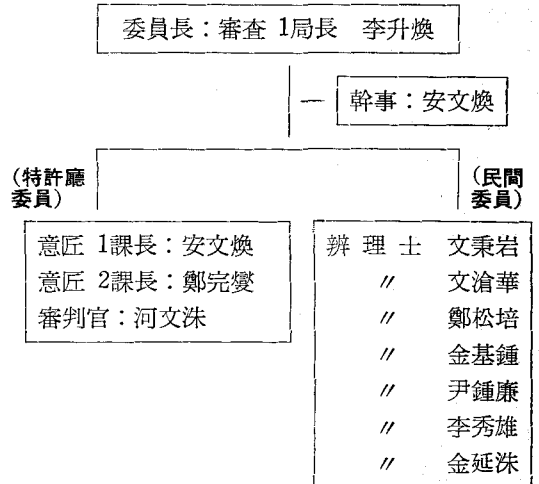 委員長：審査 1局長 李升煥
幹事：安文煥
(特許廳
委員)
(民間
委員)
意匠 1課長：安文煥
意匠 2課長：鄭完燮
審判官：河文洙
辨 理 士 文秉岩
〃 文滄華
〃 鄭松培
〃 金基鍾
〃 尹鍾廉
〃 李秀雄
〃 金延洙